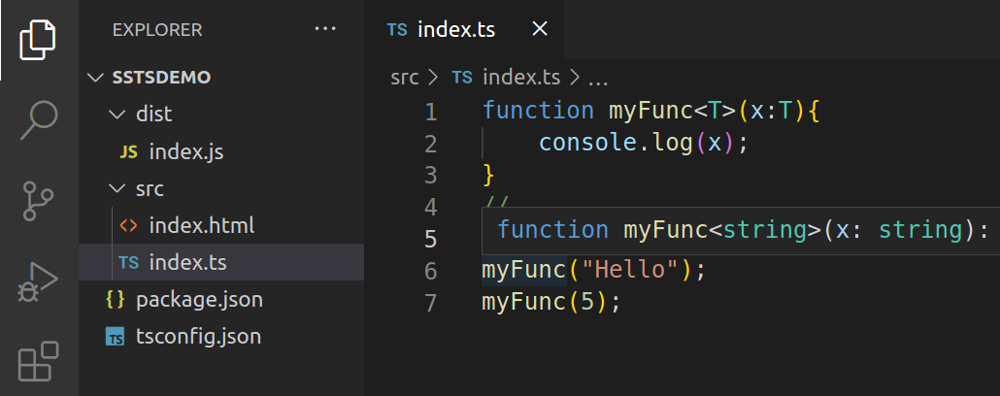 EXPLORER ...
SSTSDEMO
dist
JS index.js
src
<> index.html
TS index.ts
{} package.json
TS tsconfig.json
TS index.ts ×
src > TS index.ts > ...
1 function myFunc<T>(x:T){
2 console.log(x);
3 }
4 //
5
function myFunc<string>(x: string):
6 myFunc("Hello");
7 myFunc(5);